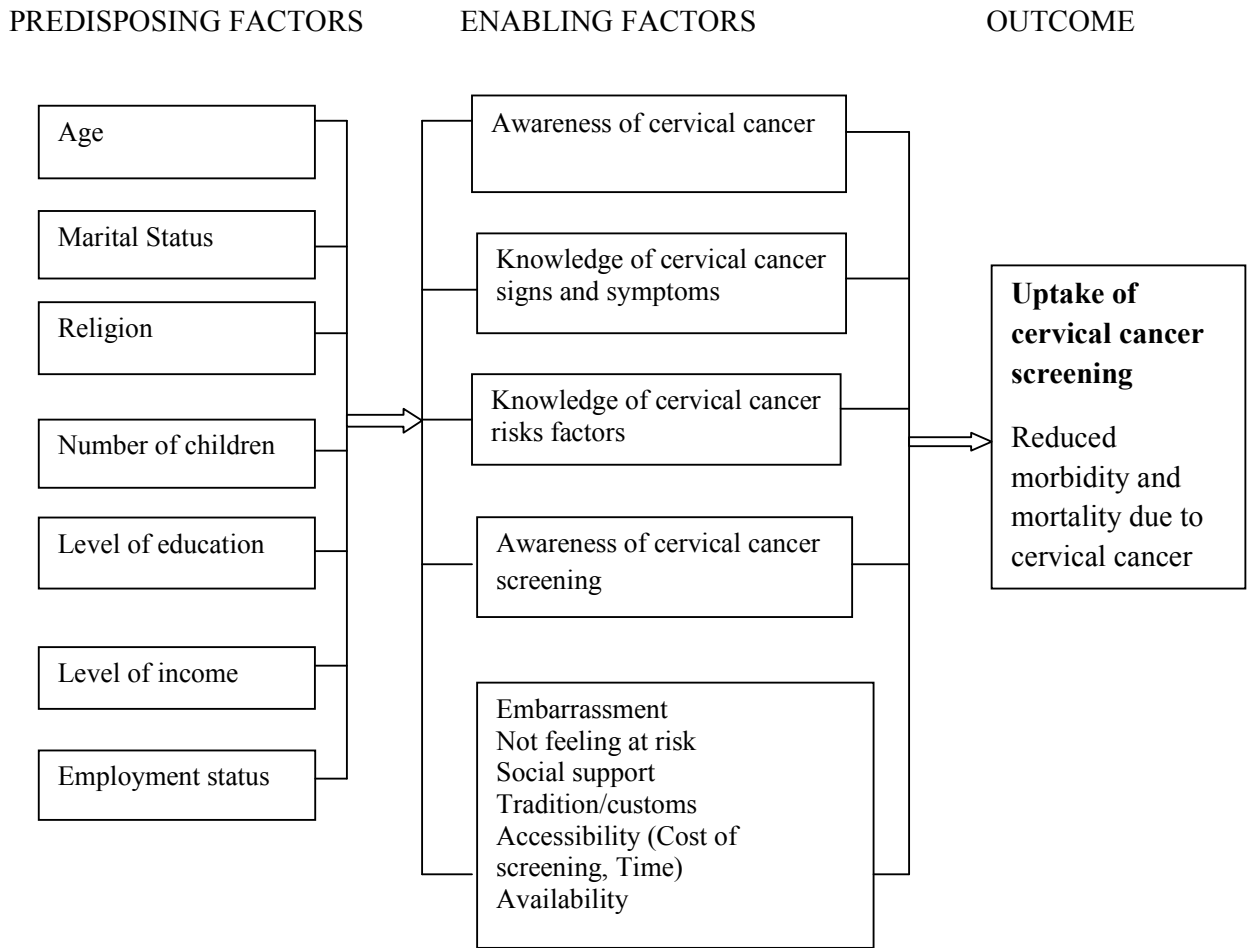 PREDISPOSING FACTORS
ENABLING FACTORS
OUTCOME
Age
Marital Status
Religion
Number of children
Level of education
Level of income
Employment status
Awareness of cervical cancer
Knowledge of cervical cancer
signs and symptoms
Knowledge of cervical cancer
risks factors
Awareness of cervical cancer
screening
Embarrassment
Not feeling at risk
Social support
Tradition/customs
Accessibility (Cost of
screening, Time)
Availability
Uptake of
cervical cancer
screening
Reduced
morbidity and
mortality due to
cervical cancer